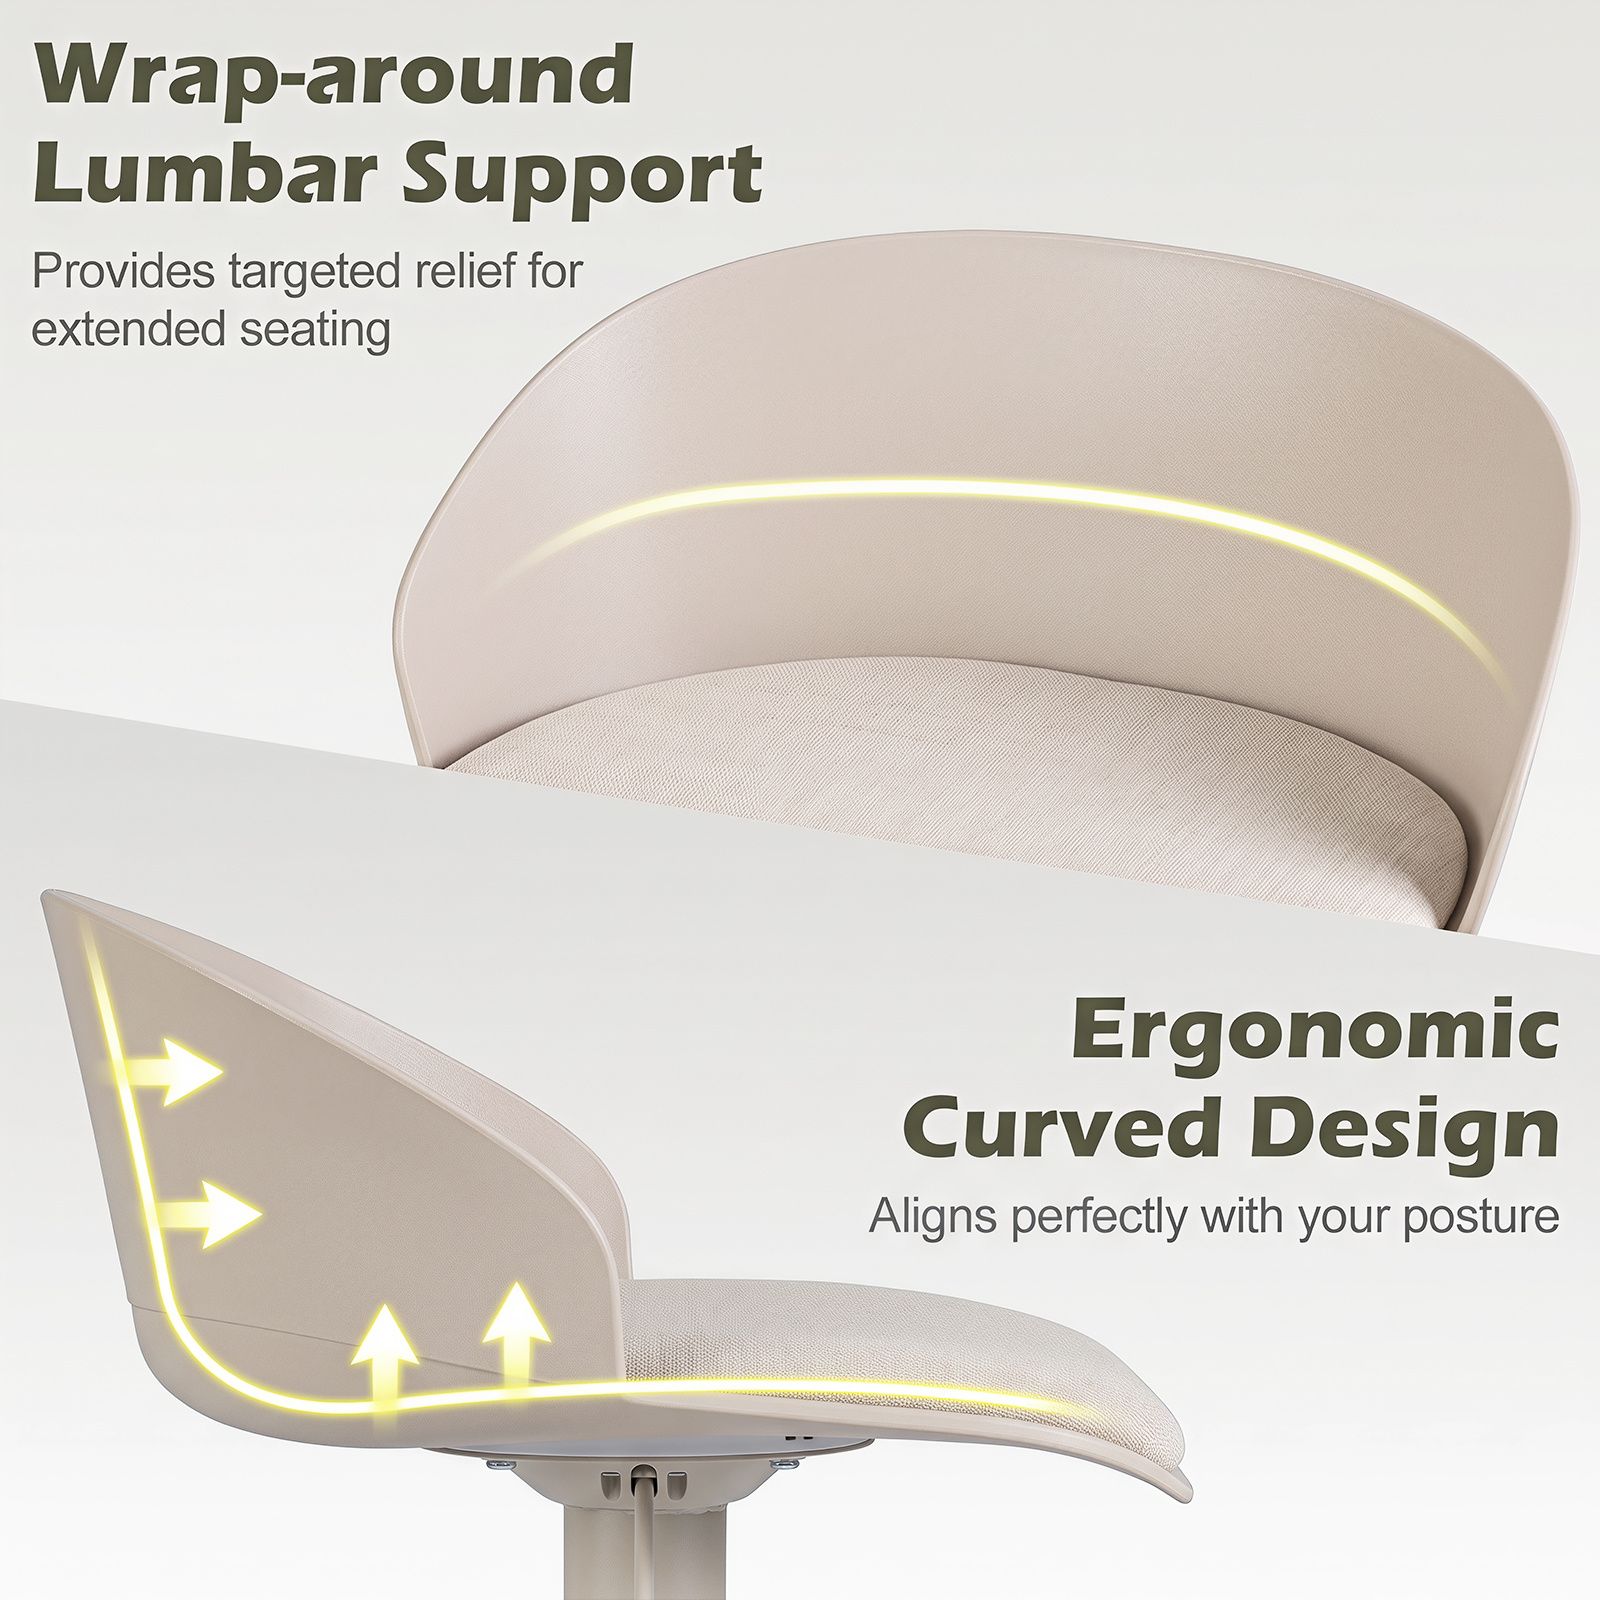 Wrap-around
Lumbar Support
Provides targeted relief for
extended seating
Ergonomic
Curved Design
Aligns perfectly with your posture